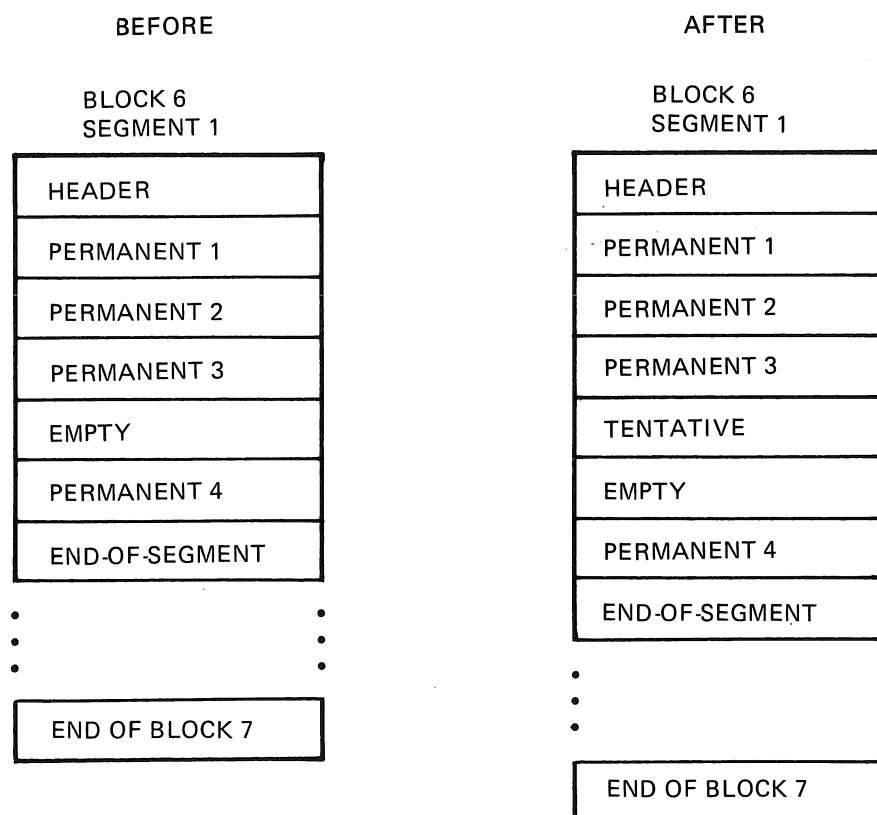 BEFORE
BLOCK 6
SEGMENT 1
HEADER
PERMANENT 1
PERMANENT 2
PERMANENT 3
EMPTY
PERMANENT 4
END-OF-SEGMENT
END OF BLOCK 7
AFTER
BLOCK 6
SEGMENT 1
HEADER
PERMANENT 1
PERMANENT 2
PERMANENT 3
TENTATIVE
EMPTY
PERMANENT 4
END-OF-SEGMENT
END OF BLOCK 7